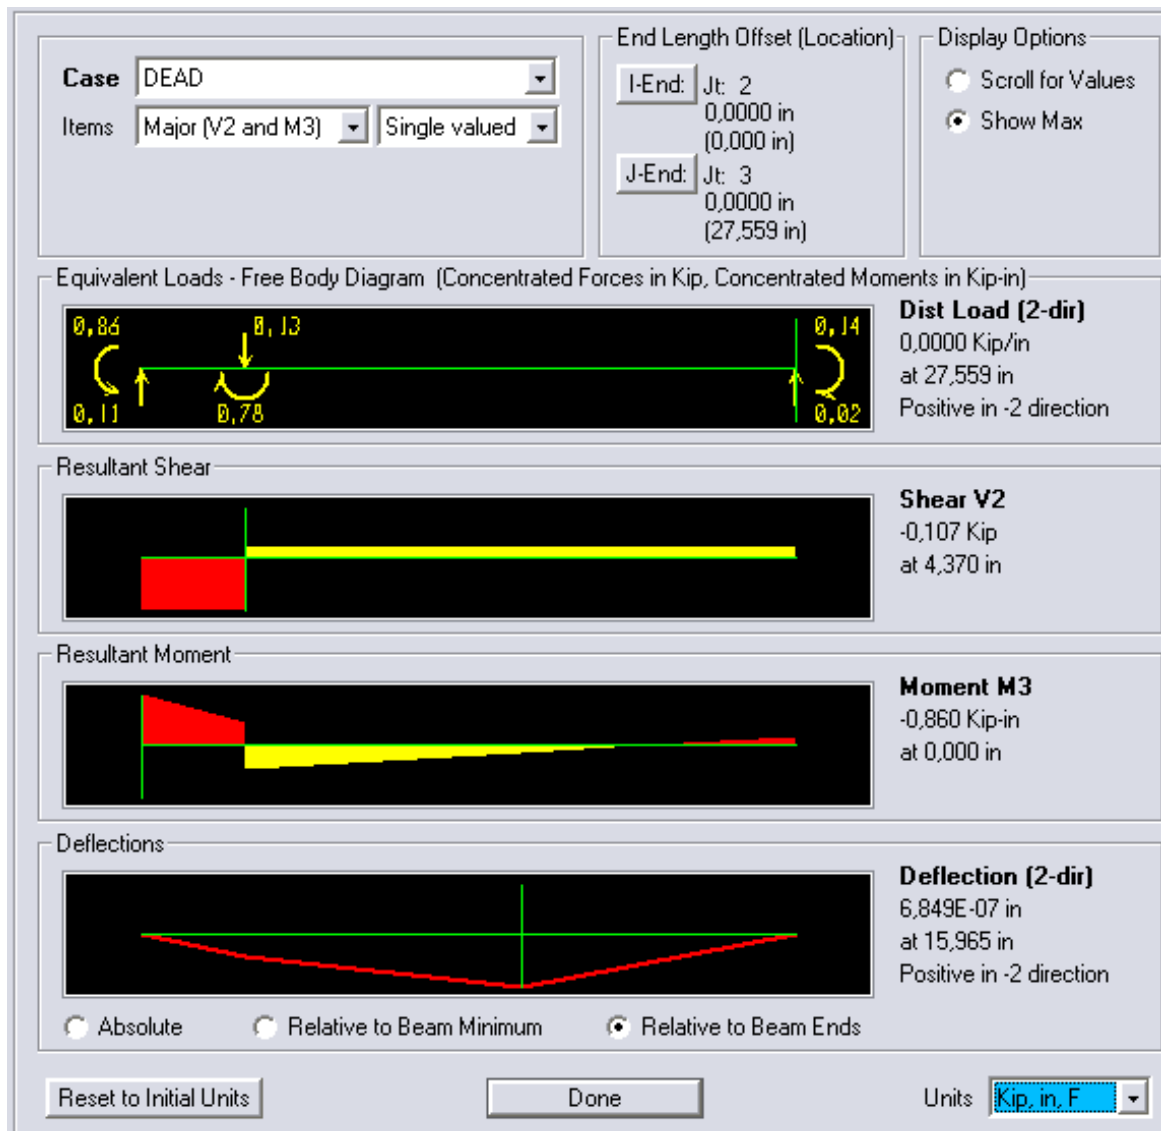 Case DEAD
Items Major (V2 and M3) Single valued
End Length Offset (Location)
I-End: Jt: 2
0,0000 in
(0,000 in)
J-End: Jt: 3
0,0000 in
(27,559 in)
Display Options
Scroll for Values
Show Max
Equivalent Loads - Free Body Diagram (Concentrated Forces in Kip, Concentrated Moments in Kip-in)
0,86 0,13 0,14
0,11 0,78 0,02
Dist Load (2-dir)
0,0000 Kip/in
at 27,559 in
Positive in -2 direction
Resultant Shear
Shear V2
-0,107 Kip
at 4,370 in
Resultant Moment
Moment M3
-0,860 Kip-in
at 0,000 in
Deflections
Deflection (2-dir)
6,849E-07 in
at 15,965 in
Positive in -2 direction
Absolute Relative to Beam Minimum Relative to Beam Ends
Reset to Initial Units Done Units Kip, in, F